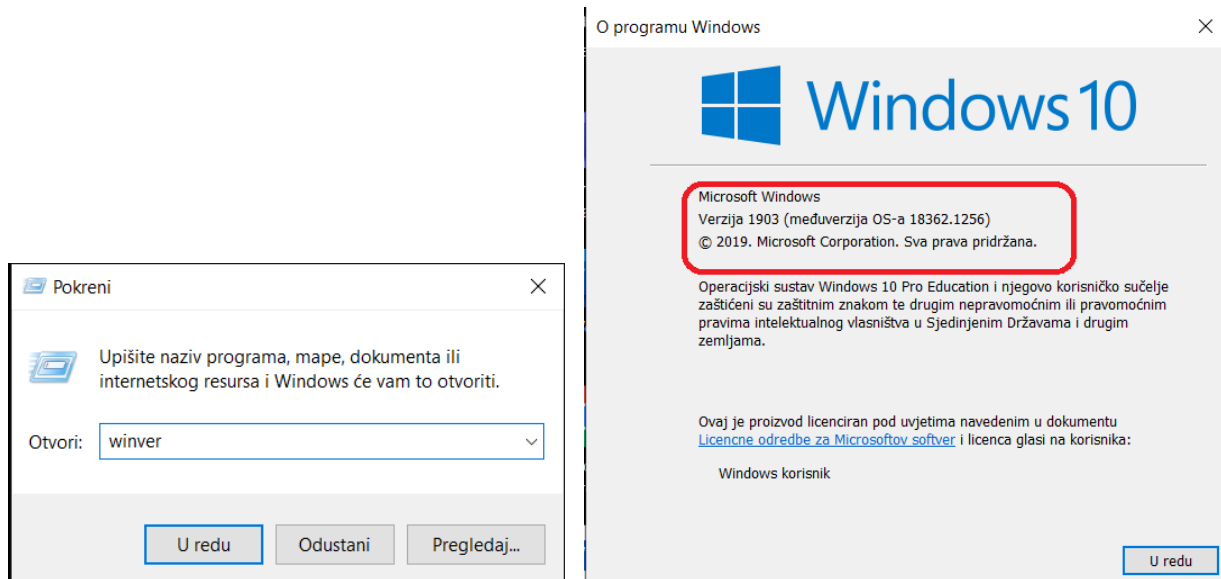 Pokreni
Upišite naziv programa, mape, dokumenta ili
internetskog resursa i Windows će vam to otvoriti.
Otvori: winver
U redu Odustani Pregledaj...
O programu Windows
Windows 10
Microsoft Windows
Verzija 1903 (međuverzija OS-a 18362.1256)
© 2019. Microsoft Corporation. Sva prava pridržana.
Operacijski sustav Windows 10 Pro Education i njegovo korisničko sučelje
zaštićeni su zaštitnim znakom te drugim nepravomoćnim ili pravomoćnim
pravima intelektualnog vlasništva u Sjedinjenim Državama i drugim
zemljama.
Ovaj je proizvod licenciran pod uvjetima navedenim u dokumentu
Licencne odredbe za Microsoftov softver i licenca glasi na korisnika:
Windows korisnik
U redu